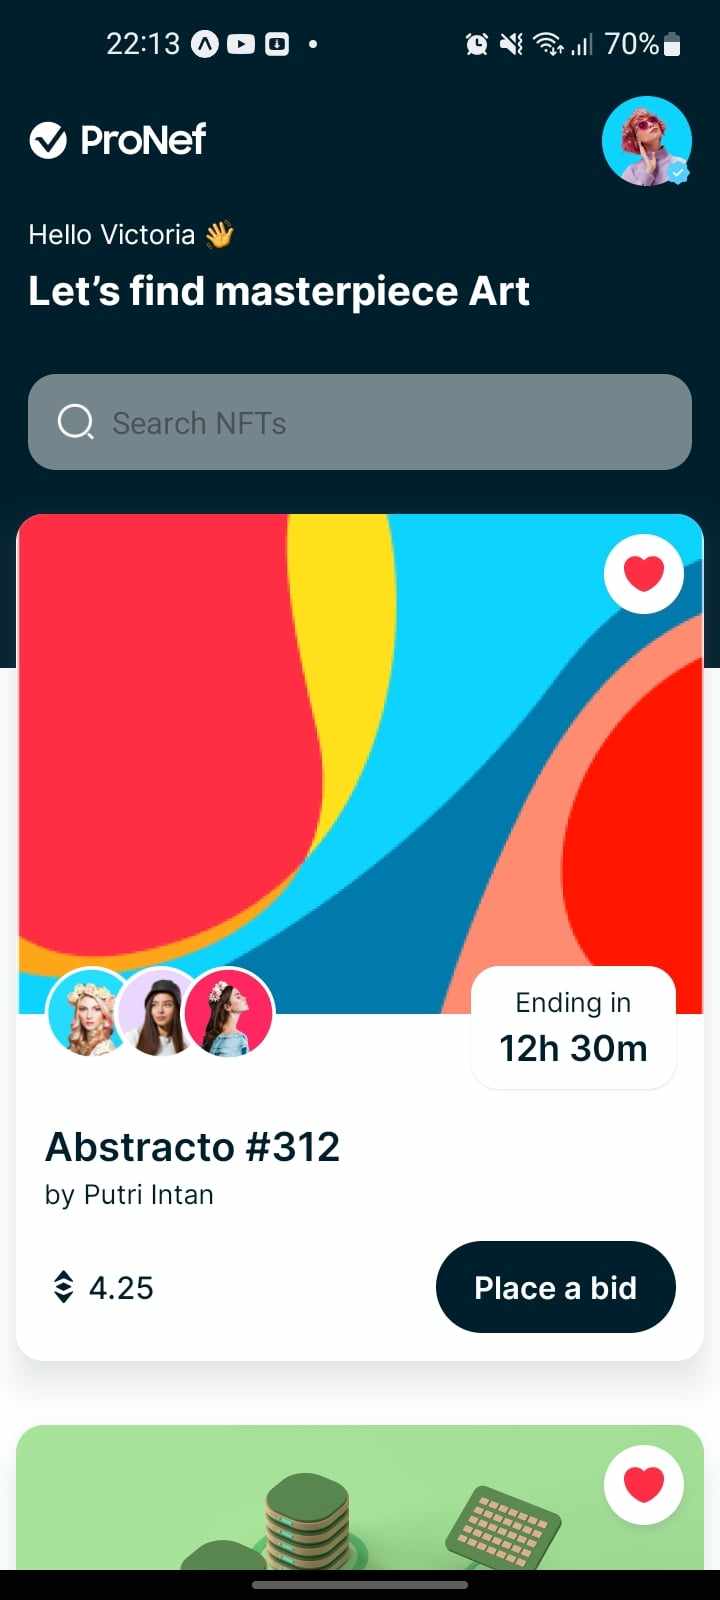 22:13
70%
ProNef
Hello Victoria 👋
Let’s find masterpiece Art
Search NFTs
Ending in
12h 30m
Abstracto #312
by Putri Intan
4.25
Place a bid